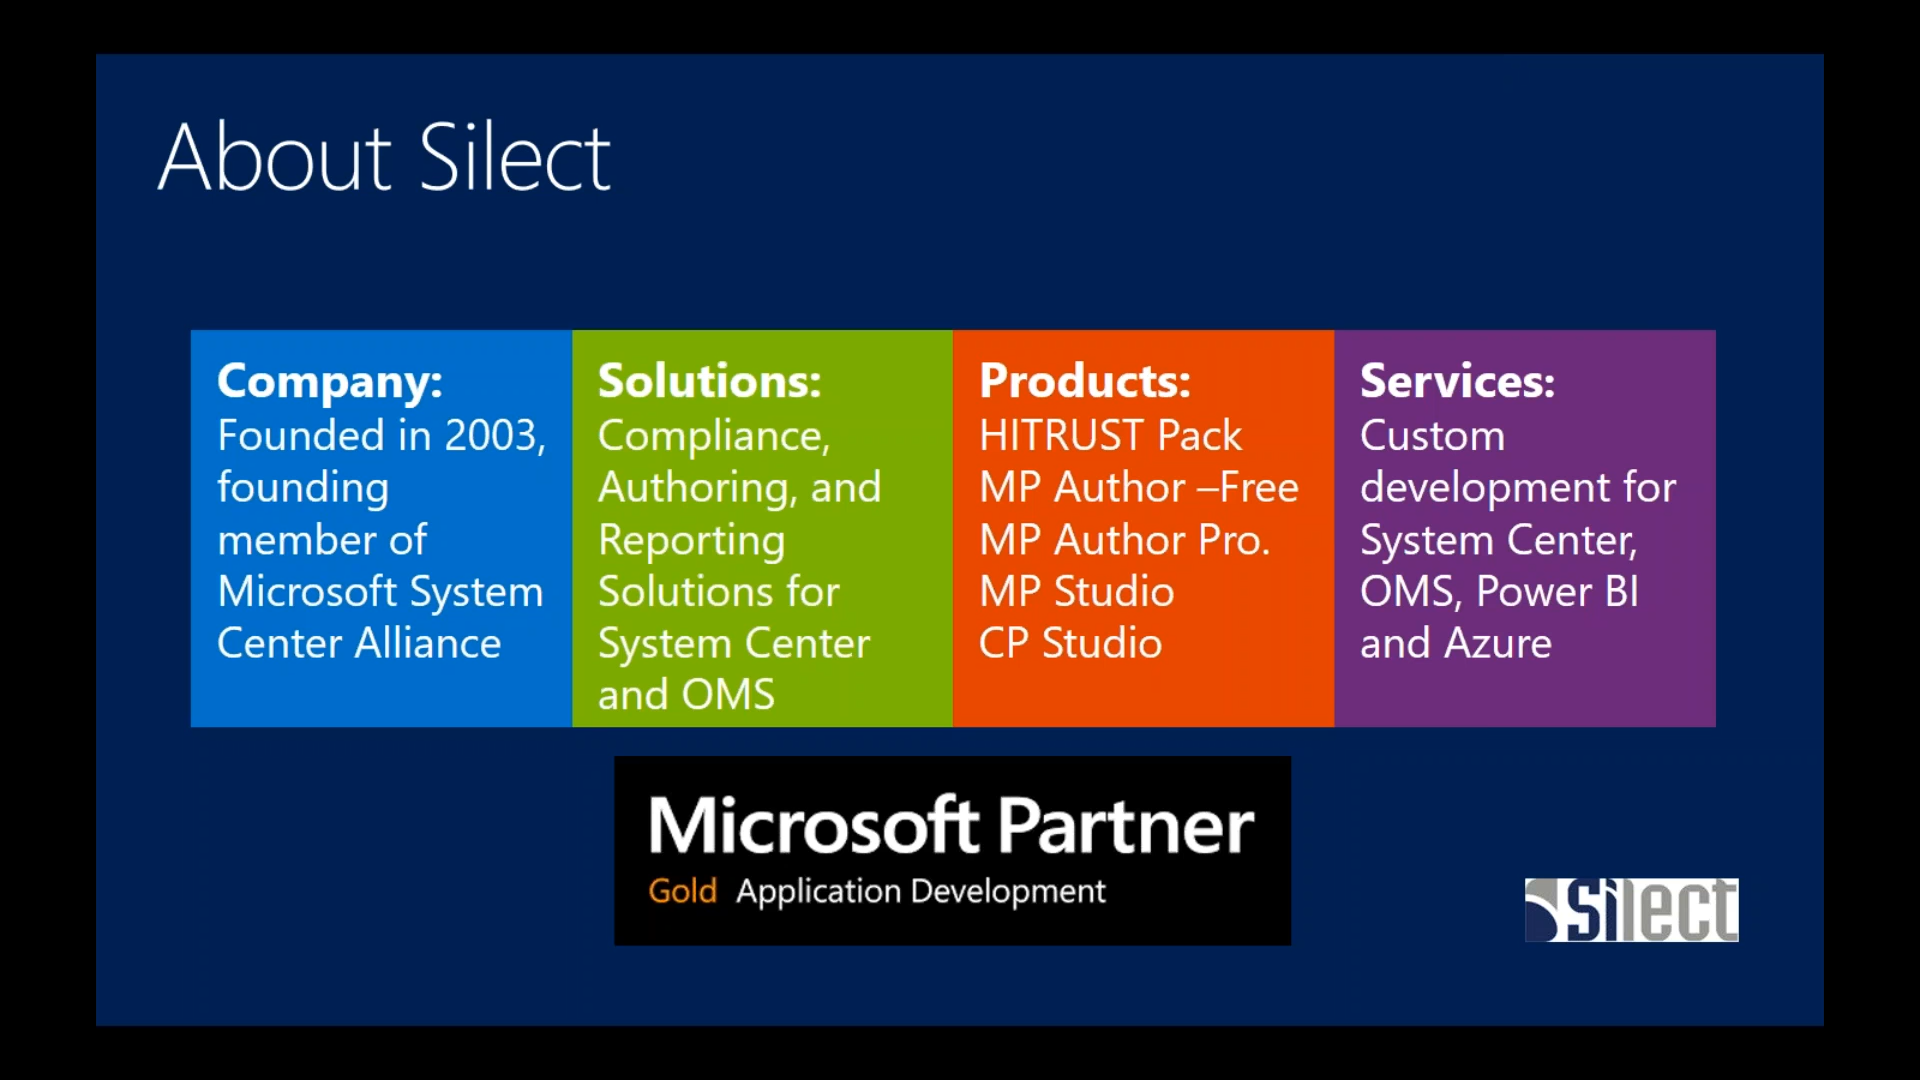 About Silect
Company:
Founded in 2003,
founding
member of
Microsoft System
Center Alliance
Solutions:
Compliance,
Authoring, and
Reporting
Solutions for
System Center
and OMS
Products:
HITRUST Pack
MP Author –Free
MP Author Pro.
MP Studio
CP Studio
Services:
Custom
development for
System Center,
OMS, Power BI
and Azure
Microsoft Partner
Gold Application Development
Silect